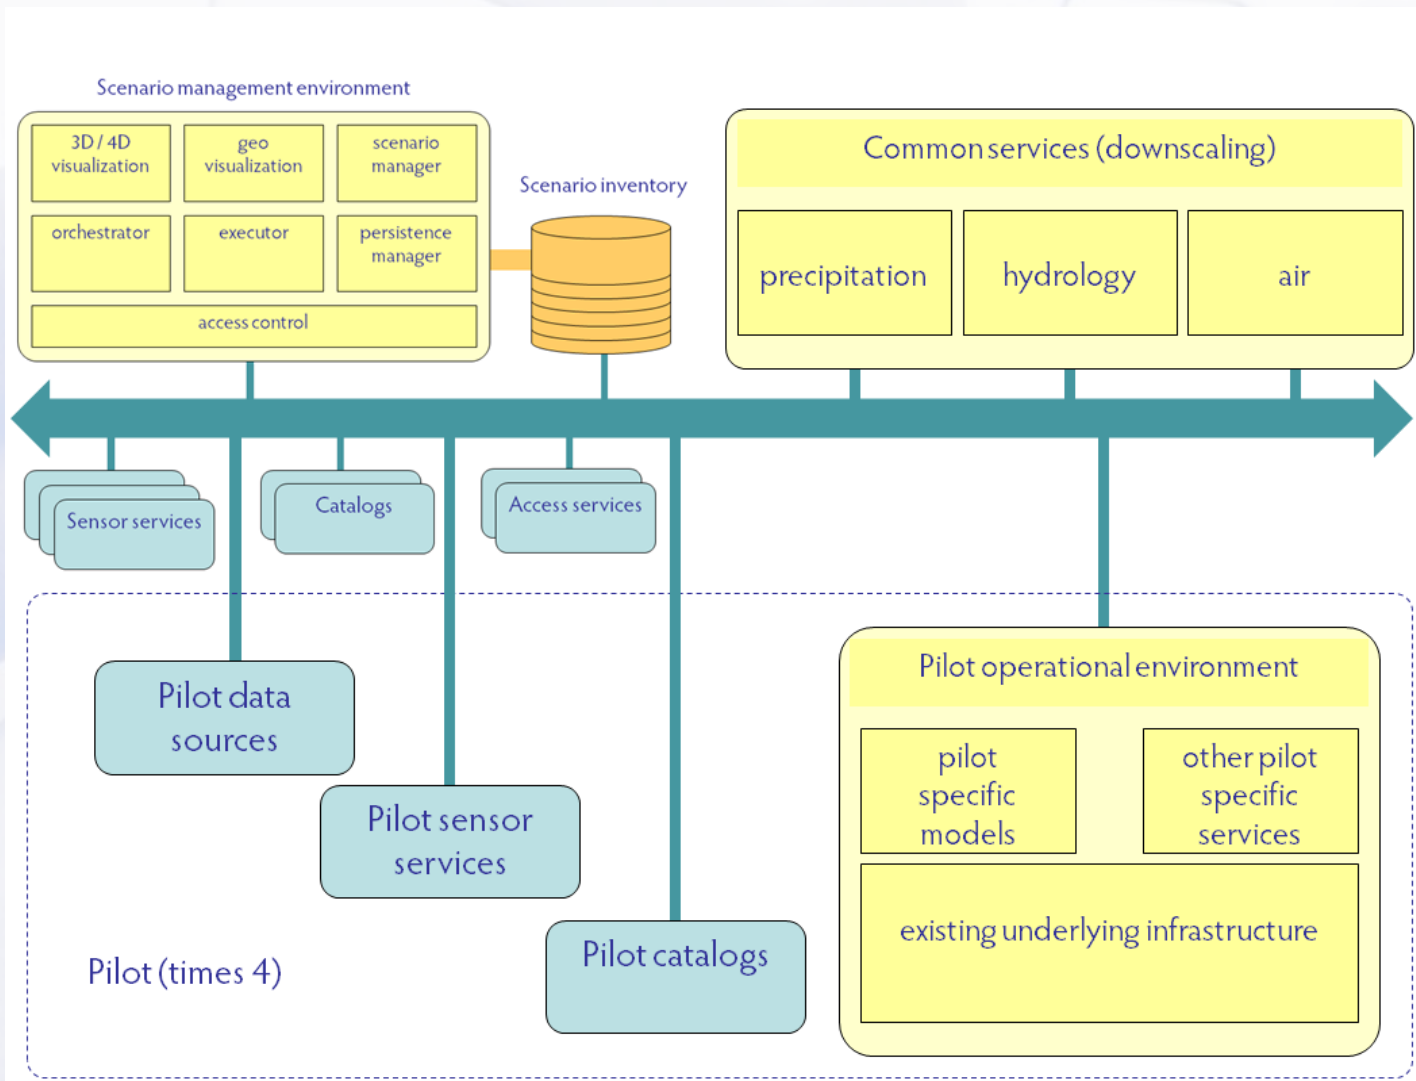 Scenario management environment
3D / 4D
visualization
geo
visualization
scenario
manager
orchestrator
executor
persistence
manager
access control
Scenario inventory
Common services (downscaling)
precipitation
hydrology
air
Sensor services
Catalogs
Access services
Pilot data
sources
Pilot sensor
services
Pilot catalogs
Pilot (times 4)
Pilot operational environment
pilot
specific
models
other pilot
specific
services
existing underlying infrastructure